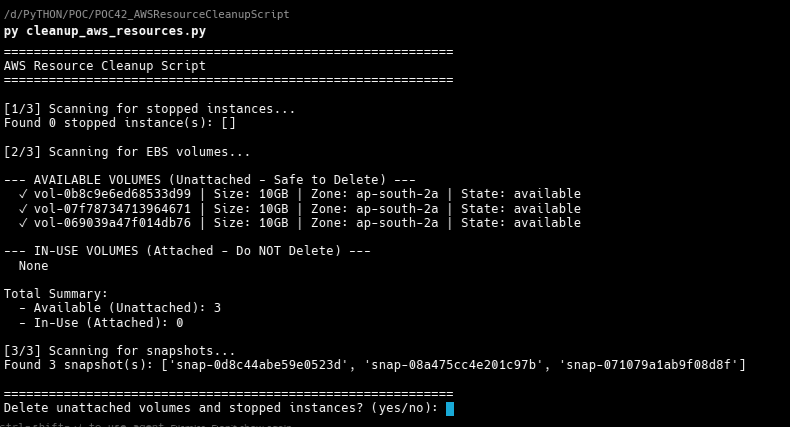 /d/PyTHON/POC/POC42_AWSResourceCleanupScript
py cleanup_aws_resources.py
============================================================
AWS Resource Cleanup Script
============================================================
[1/3] Scanning for stopped instances...
Found 0 stopped instance(s): []
[2/3] Scanning for EBS volumes...
--- AVAILABLE VOLUMES (Unattached - Safe to Delete) ---
✓ vol-0b8c9e6ed68533d99 | Size: 10GB | Zone: ap-south-2a | State: available
✓ vol-07f78734713964671 | Size: 10GB | Zone: ap-south-2a | State: available
✓ vol-069039a47f014db76 | Size: 10GB | Zone: ap-south-2a | State: available
--- IN-USE VOLUMES (Attached - Do NOT Delete) ---
None
Total Summary:
- Available (Unattached): 3
- In-Use (Attached): 0
[3/3] Scanning for snapshots...
Found 3 snapshot(s): ['snap-0d8c44abe59e0523d', 'snap-08a475cc4e201c97b', 'snap-071079a1ab9f08d8f']
============================================================
Delete unattached volumes and stopped instances? (yes/no):